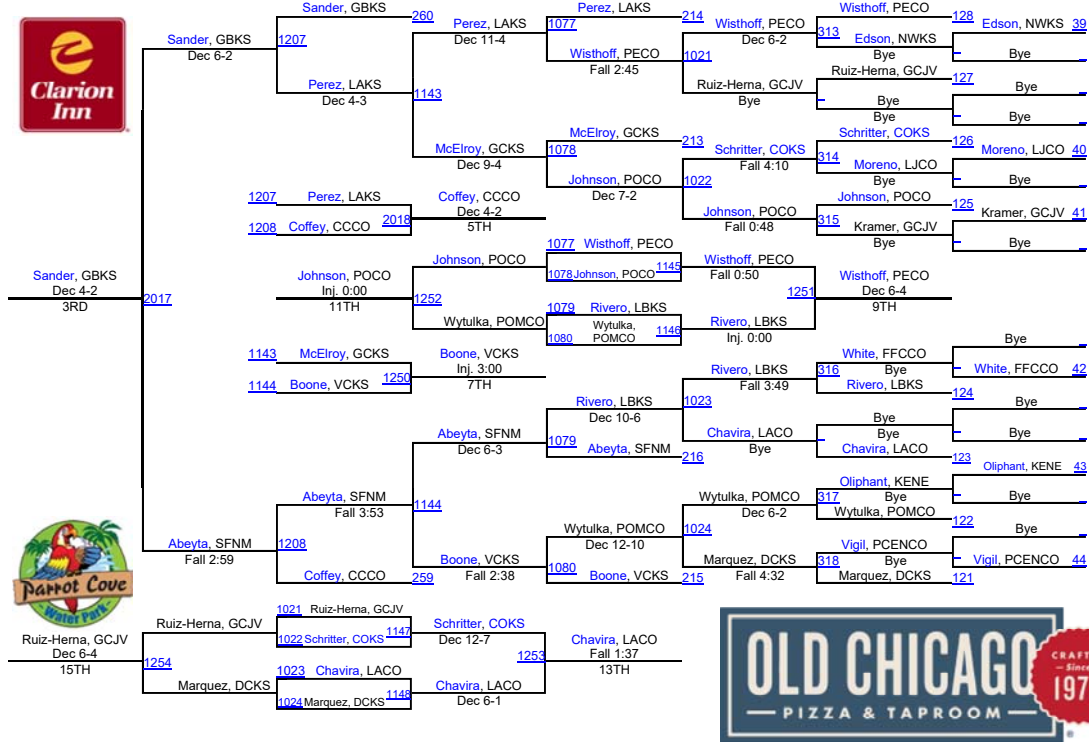 Clarion
Inn
Sander, GBKS
260
Sander, GBKS
Dec 6-2
1207
Perez, LAKS
Dec 4-3
Perez, LAKS
Dec 11-4
1143
McElroy, GCKS
Dec 9-4
Perez, LAKS
214
1077
Wisthoff, PECO
Fall 2:45
McElroy, GCKS
213
1078
Johnson, POCO
Dec 7-2
Wisthoff, PECO
Dec 6-2
1021
Ruiz-Herna, GCJV
Bye
Schritter, COKS
Fall 4:10
1022
Johnson, POCO
Fall 0:48
Wisthoff, PECO
128
313
Edson, NWKS
Bye
Ruiz-Herna, GCJV
127
Bye
Bye
Schritter, COKS
126
314
Moreno, LJCO
Bye
Johnson, POCO
125
315
Kramer, GCJV
Bye
Edson, NWKS 39
Bye
Bye
Bye
Moreno, LJCO 40
Bye
Kramer, GCJV 41
Bye
1207 Perez, LAKS
1208 Coffey, CCCO
2018
Coffey, CCCO
Dec 4-2
5TH
Sander, GBKS
Dec 4-2
3RD
2017
Johnson, POCO
Inj. 0:00
11TH
Johnson, POCO
1252
Wytulka, POMCO
1077 Wisthoff, PECO
1078 Johnson, POCO 1145
1079 Rivero, LBKS
1080 Wytulka,
POMCO 1146
Wisthoff, PECO
Fall 0:50
1251
Rivero, LBKS
Inj. 0:00
Wisthoff, PECO
Dec 6-4
9TH
1143 McElroy, GCKS
1144 Boone, VCKS
1250
Boone, VCKS
Inj. 3:00
7TH
Abeyta, SFNM
Fall 2:59
1208
Abeyta, SFNM
Fall 3:53
Coffey, CCCO 259
Abeyta, SFNM
Dec 6-3
1144
Boone, VCKS
Fall 2:38
Rivero, LBKS
Dec 10-6
1079
Abeyta, SFNM 216
Wytulka, POMCO
Dec 12-10
1080
Boone, VCKS 215
Rivero, LBKS
Fall 3:49
1023
Chavira, LACO
Bye
Wytulka, POMCO
Dec 6-2
1024
Marquez, DCKS
Fall 4:32
White, FFCCO
316 Bye
Rivero, LBKS 124
Bye
Bye
Chavira, LACO 123
Oliphant, KENE
317 Bye
Wytulka, POMCO 122
Vigil, PCENCO
318 Bye
Marquez, DCKS 121
Bye
White, FFCCO 42
Bye
Bye
Oliphant, KENE 43
Bye
Bye
Vigil, PCENCO 44
Parrot Cove
Water Park
Ruiz-Herna, GCJV
Dec 6-4
15TH
Ruiz-Herna, GCJV
1254
Marquez, DCKS
1021 Ruiz-Herna, GCJV
1022 Schritter, COKS 1147
1023 Chavira, LACO
1024 Marquez, DCKS 1148
Schritter, COKS
Dec 12-7
1253
Chavira, LACO
Dec 6-1
Chavira, LACO
Fall 1:37
13TH
OLD CHICAGO
PIZZA & TAPROOM
CRAFT
Since
197